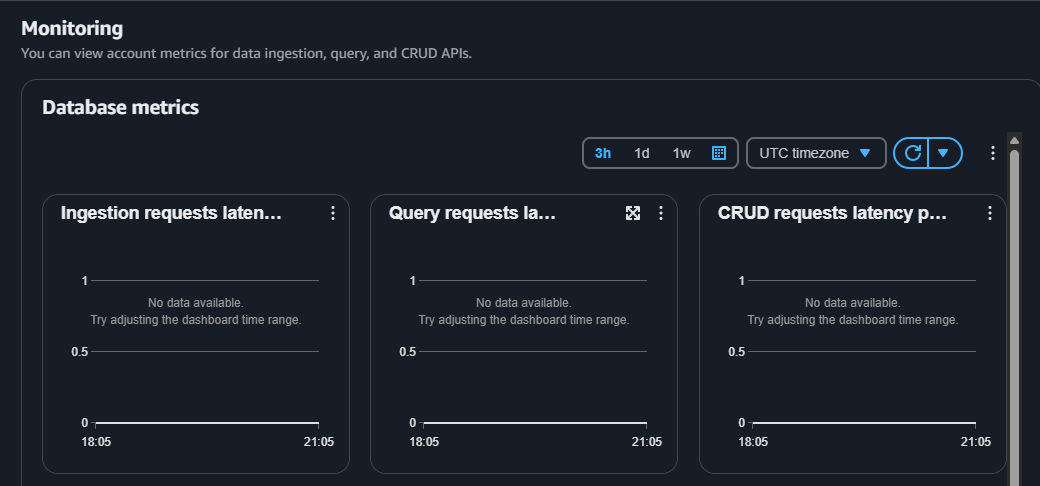 Monitoring
You can view account metrics for data ingestion, query, and CRUD APIs.
Database metrics
3h 1d 1w UTC timezone
Ingestion requests laten...
1
No data available.
Try adjusting the dashboard time range.
0.5
0
18:05 21:05
Query requests la...
1
No data available.
Try adjusting the dashboard time range.
0.5
0
18:05 21:05
CRUD requests latency p...
1
No data available.
Try adjusting the dashboard time range.
0.5
0
18:05 21:05